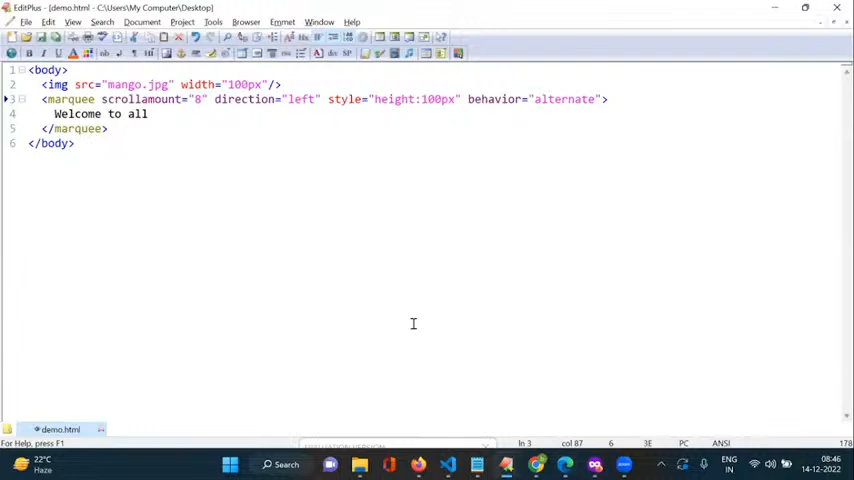 EditPlus - [demo.html - C:\Users\My Computer\Desktop]
File Edit View Search Document Project Tools Browser Emmet Window Help
1 <body>
2 <img src="mango.jpg" width="100px"/>
3 <marquee scrollamount="8" direction="left" style="height:100px" behavior="alternate">
4 Welcome to all
5 </marquee>
6 </body>
demo.html
For Help, press F1 EVALUATION VERSION ln 3 col 87 6 3E PC ANSI 178
22°C
Haze
Search
ENG
IN
08:46
14-12-2022